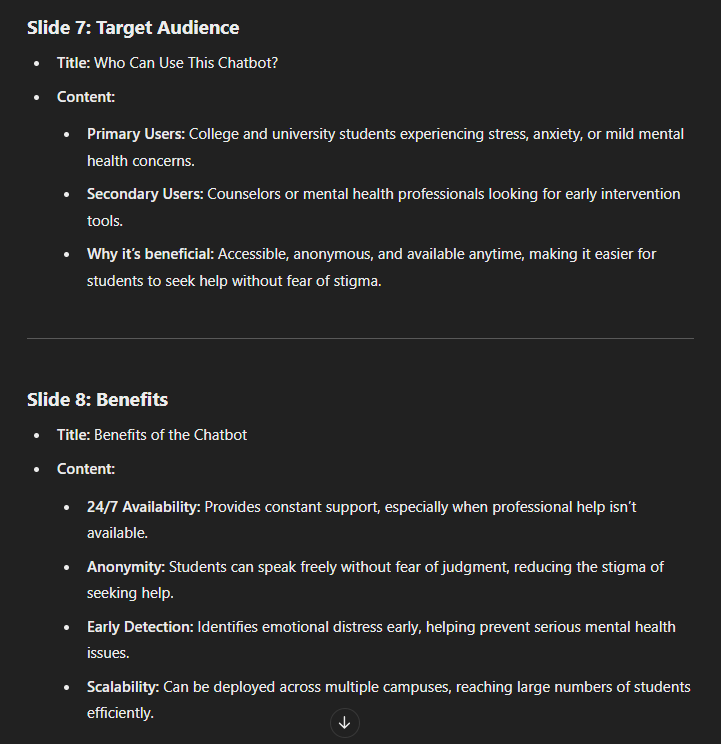 Slide 7: Target Audience
Title: Who Can Use This Chatbot?
Content:
Primary Users: College and university students experiencing stress, anxiety, or mild mental
health concerns.
Secondary Users: Counselors or mental health professionals looking for early intervention
tools.
Why it's beneficial: Accessible, anonymous, and available anytime, making it easier for
students to seek help without fear of stigma.
Slide 8: Benefits
Title: Benefits of the Chatbot
Content:
24/7 Availability: Provides constant support, especially when professional help isn't
available.
Anonymity: Students can speak freely without fear of judgment, reducing the stigma of
seeking help.
Early Detection: Identifies emotional distress early, helping prevent serious mental health
issues.
Scalability: Can be deployed across multiple campuses, reaching large numbers of students
efficiently.